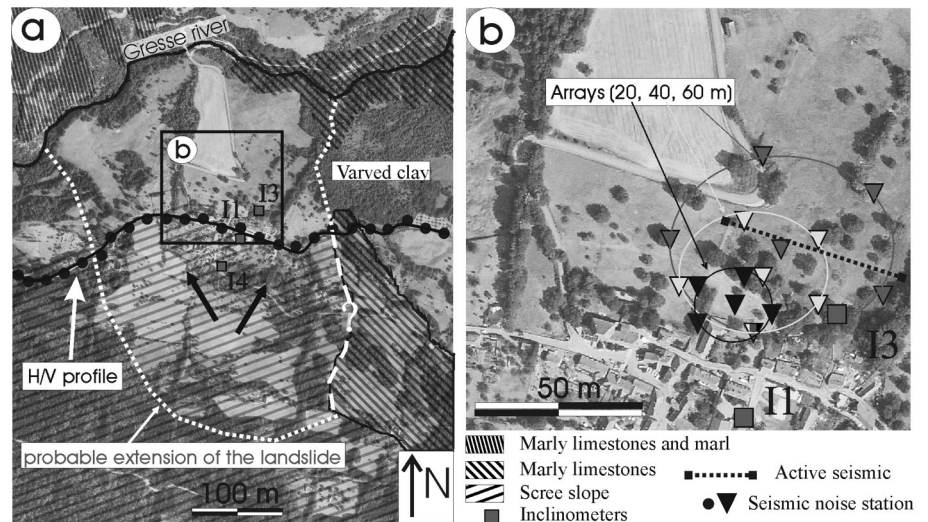 a
Gresse river
b
Varved clay
I3
I1
I4
?
H/V profile
probable extension of the landslide
100 m
N
b
Arrays (20, 40, 60 m)
I3
50 m
I1
Marly limestones and marl
Marly limestones
Scree slope
Inclinometers
Active seismic
Seismic noise station